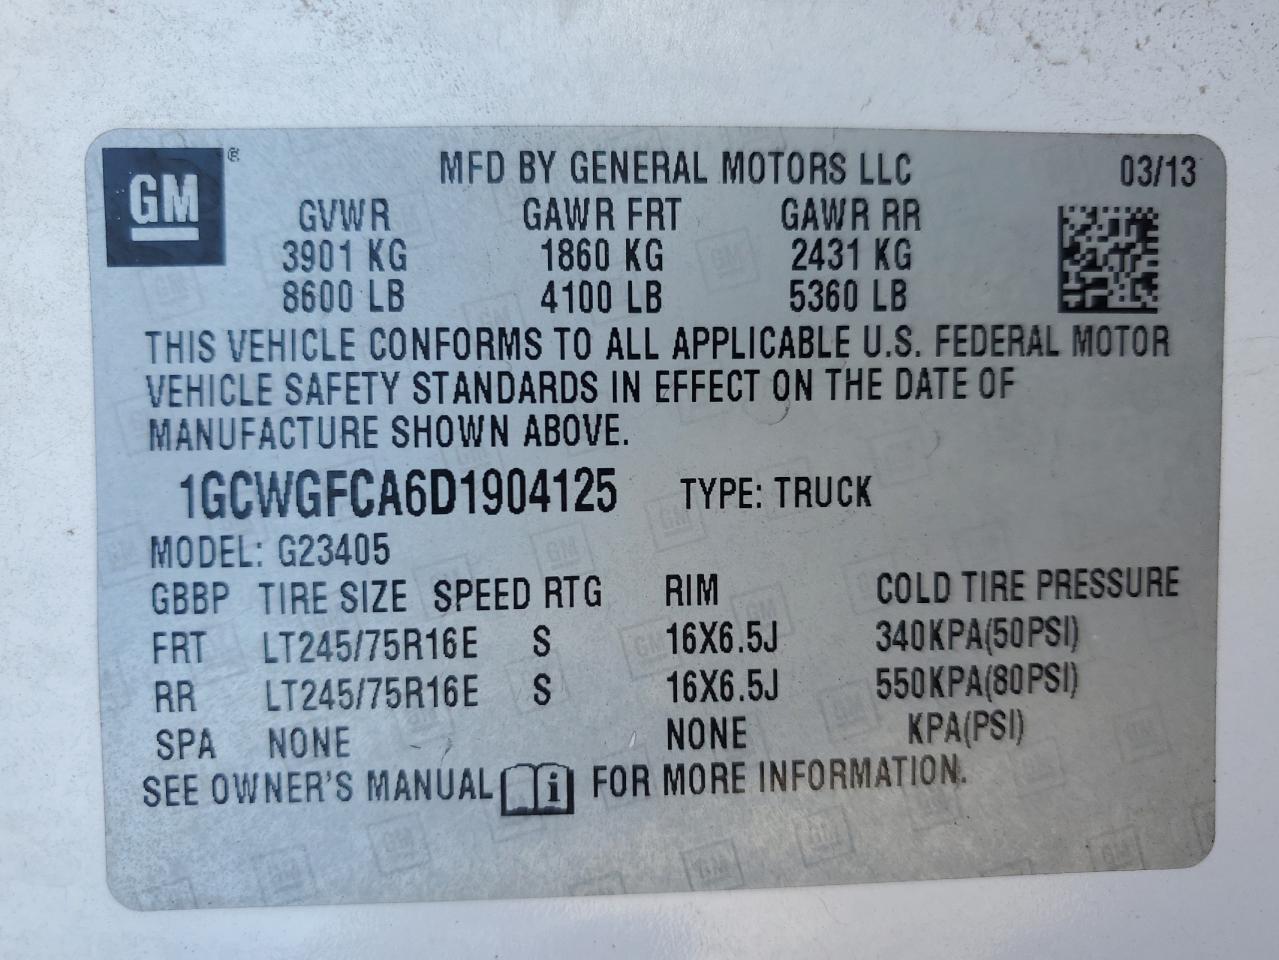 GM ® MFD BY GENERAL MOTORS LLC 03/13
GVWR GAWR FRT GAWR RR
3901 KG 1860 KG 2431 KG
8600 LB 4100 LB 5360 LB
THIS VEHICLE CONFORMS TO ALL APPLICABLE U.S. FEDERAL MOTOR
VEHICLE SAFETY STANDARDS IN EFFECT ON THE DATE OF
MANUFACTURE SHOWN ABOVE.
1GCWGFCA6D1904125 TYPE: TRUCK
MODEL: G23405
GBBP TIRE SIZE SPEED RTG RIM COLD TIRE PRESSURE
FRT LT245/75R16E S 16X6.5J 340KPA(50PSI)
RR LT245/75R16E S 16X6.5J 550KPA(80PSI)
SPA NONE NONE KPA(PSI)
SEE OWNER'S MANUAL i FOR MORE INFORMATION.